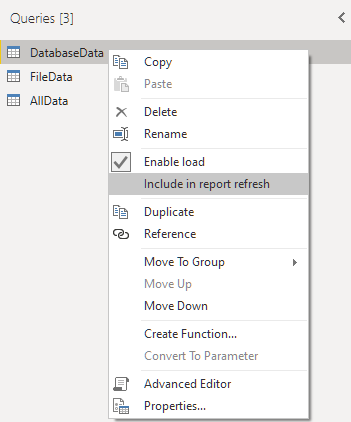 Queries [3]
DatabaseData
FileData
AllData
Copy
Paste
Delete
Rename
Enable load
Include in report refresh
Duplicate
Reference
Move To Group
Move Up
Move Down
Create Function...
Convert To Parameter
Advanced Editor
Properties...